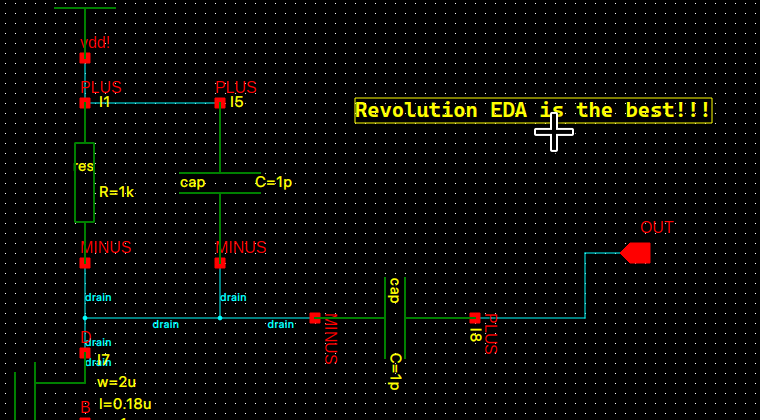 vdd!
PLUS
I1
PLUS
I5
Revolution EDA is the best!!!
res
R=1k
cap
C=1p
MINUS
MINUS
OUT
drain
drain
drain
drain
MINUS
cap
C=1p
I8
PLUS
D
drain
I7
drain
w=2u
B
l=0.18u